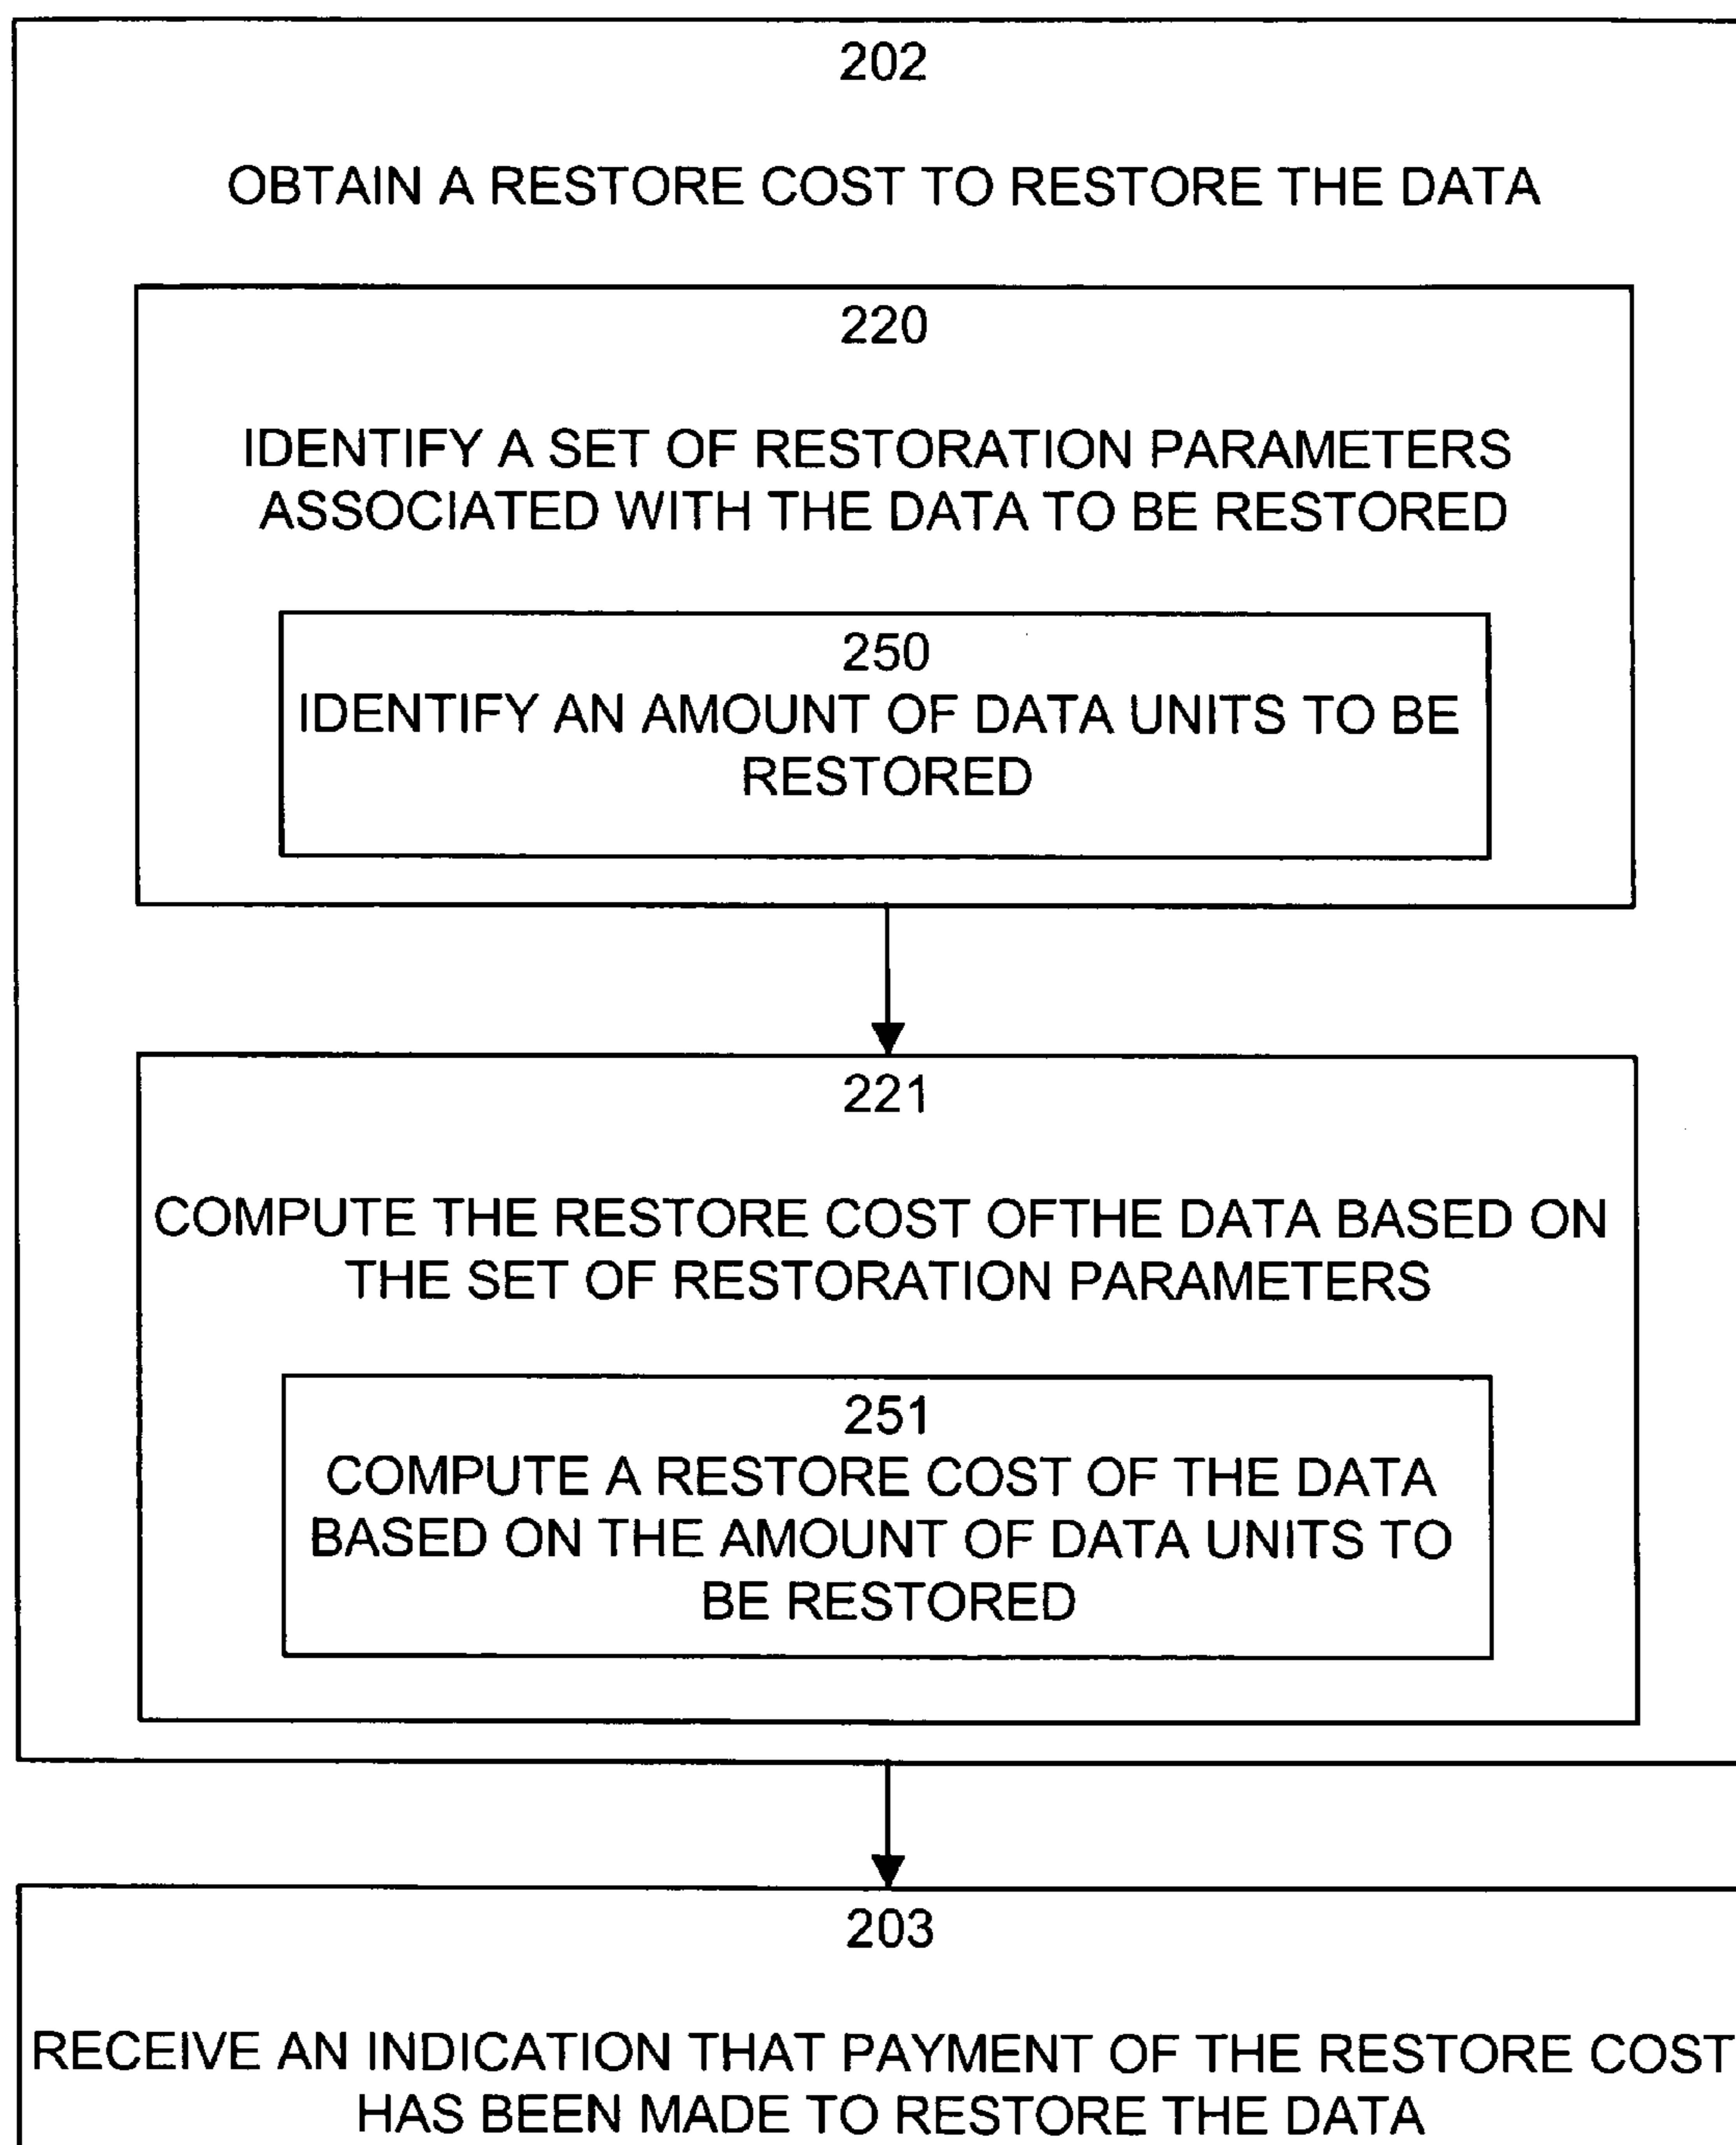 202
OBTAIN A RESTORE COST TO RESTORE THE DATA
220
IDENTIFY A SET OF RESTORATION PARAMETERS
ASSOCIATED WITH THE DATA TO BE RESTORED
250
IDENTIFY AN AMOUNT OF DATA UNITS TO BE
RESTORED
221
COMPUTE THE RESTORE COST OFTHE DATA BASED ON
THE SET OF RESTORATION PARAMETERS
251
COMPUTE A RESTORE COST OF THE DATA
BASED ON THE AMOUNT OF DATA UNITS TO
BE RESTORED
203
RECEIVE AN INDICATION THAT PAYMENT OF THE RESTORE COST
HAS BEEN MADE TO RESTORE THE DATA